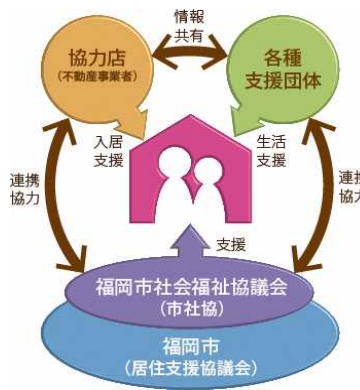 情報
共有
協力店
(不動産事業者)
各種
支援団体
入居
支援
生活
支援
連携
協力
連携
協力
支援
福岡市社会福祉協議会
(市社協)
福岡市
(居住支援協議会)